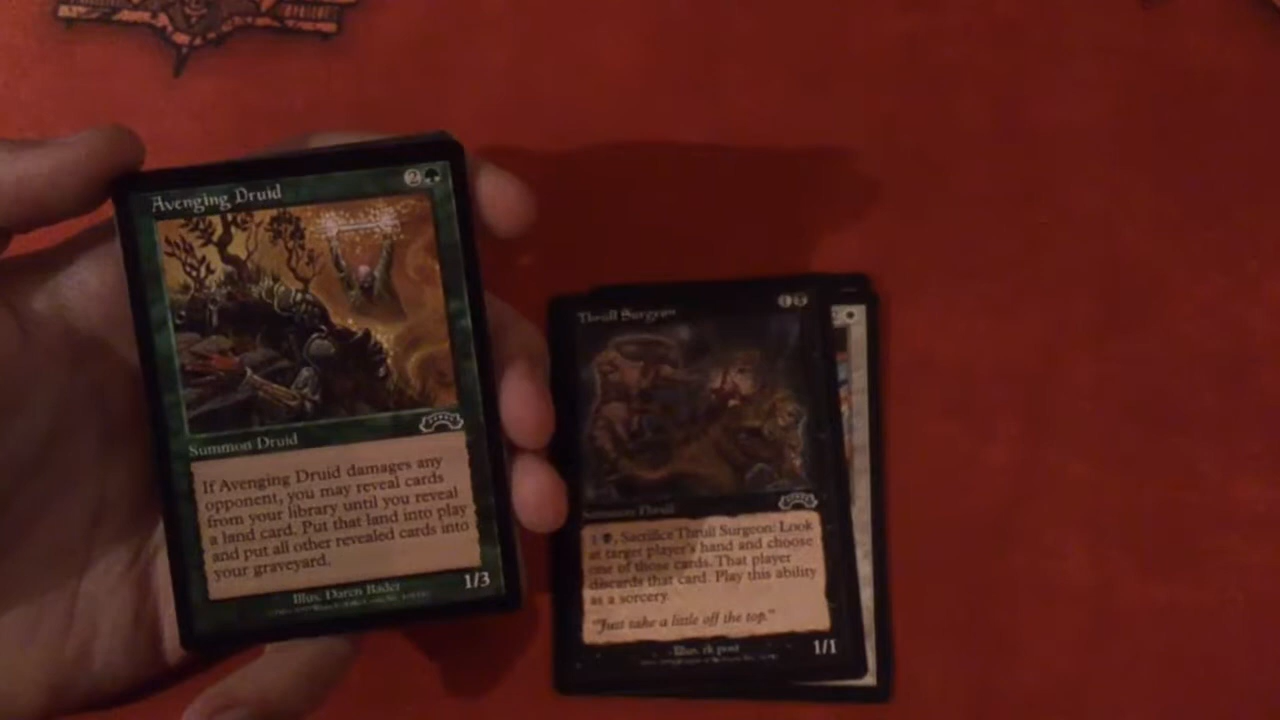 Avenging Druid
2
Summon Druid
If Avenging Druid damages any
opponent, you may reveal cards
from your library until you reveal
a land card. Put that land into play
and put all other revealed cards into
your graveyard.
Illus. Daren Bader
1/3
Thrull Surgeon
1
Summon Thrull
1 , Sacrifice Thrull Surgeon: Look
at target player's hand and choose
one of those cards. That player
discards that card. Play this ability
as a sorcery.
"Just take a little off the top."
Illus. rk post
1/1